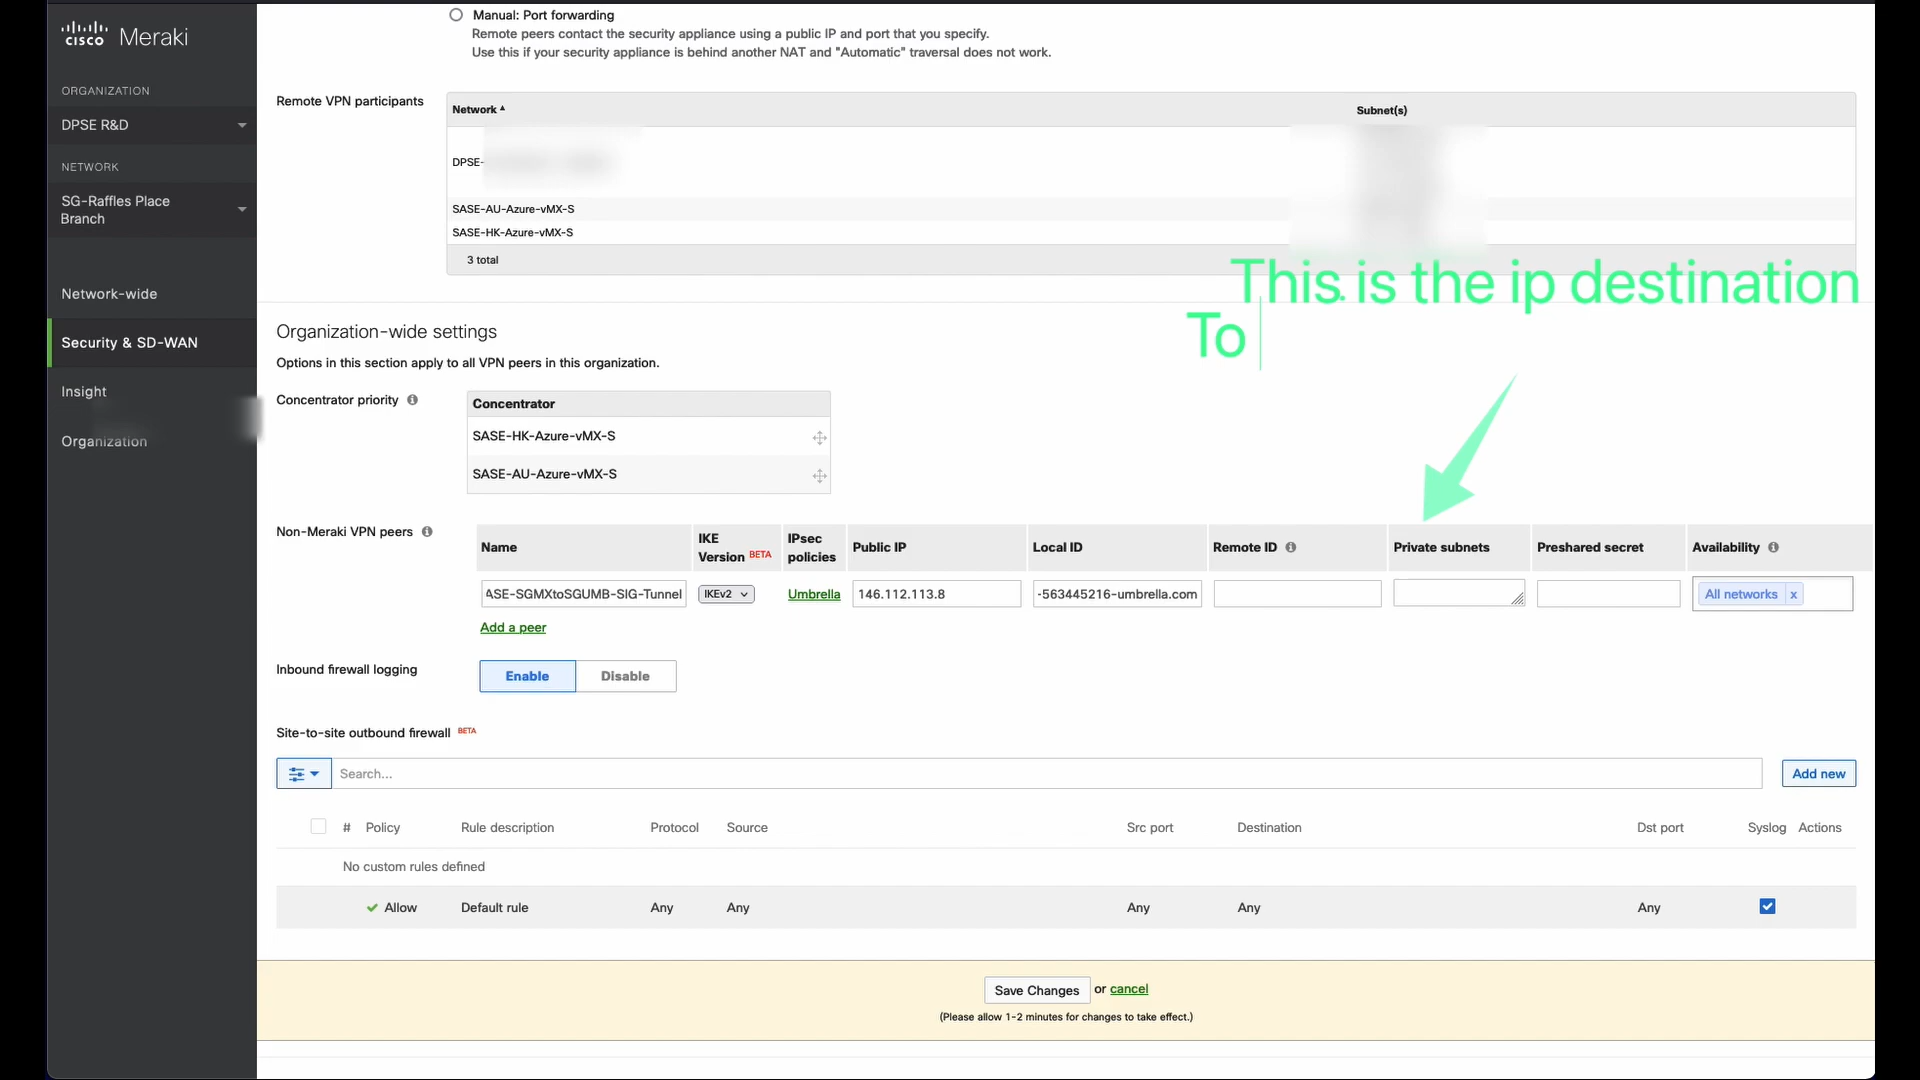 Manual: Port forwarding
Remote peers contact the security appliance using a public IP and port that you specify.
Use this if your security appliance is behind another NAT and "Automatic" traversal does not work.
CISCO Meraki
ORGANIZATION
DPSE R&D
NETWORK
SG-Raffles Place
Branch
Network-wide
Security & SD-WAN
Insight
Organization
Remote VPN participants
Network
Subnet(s)
DPSE-
SASE-AU-Azure-vMX-S
SASE-HK-Azure-vMX-S
3 total
This is the ip destination
To
Organization-wide settings
Options in this section apply to all VPN peers in this organization.
Concentrator priority
Concentrator
SASE-HK-Azure-vMX-S
SASE-AU-Azure-vMX-S
Non-Meraki VPN peers
Name
IKE
Version BETA
IPsec
policies
Public IP
Local ID
Remote ID
Private subnets
Preshared secret
Availability
ASE-SGMXtoSGUMB-SIG-Tunnel
IKEv2
Umbrella
146.112.113.8
-563445216-umbrella.com
All networks x
Add a peer
Inbound firewall logging
Enable
Disable
Site-to-site outbound firewall BETA
Search...
Add new
# Policy Rule description Protocol Source Src port Destination Dst port Syslog Actions
No custom rules defined
Allow Default rule Any Any Any Any Any
Save Changes or cancel
(Please allow 1-2 minutes for changes to take effect.)